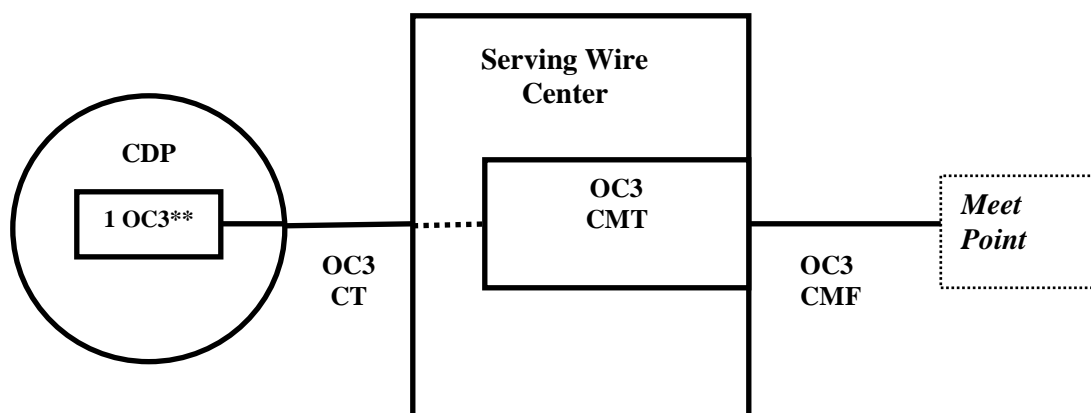 Serving Wire
Center
CDP
1 OC3**
OC3
CT
OC3
CMT
OC3
CMF
Meet
Point